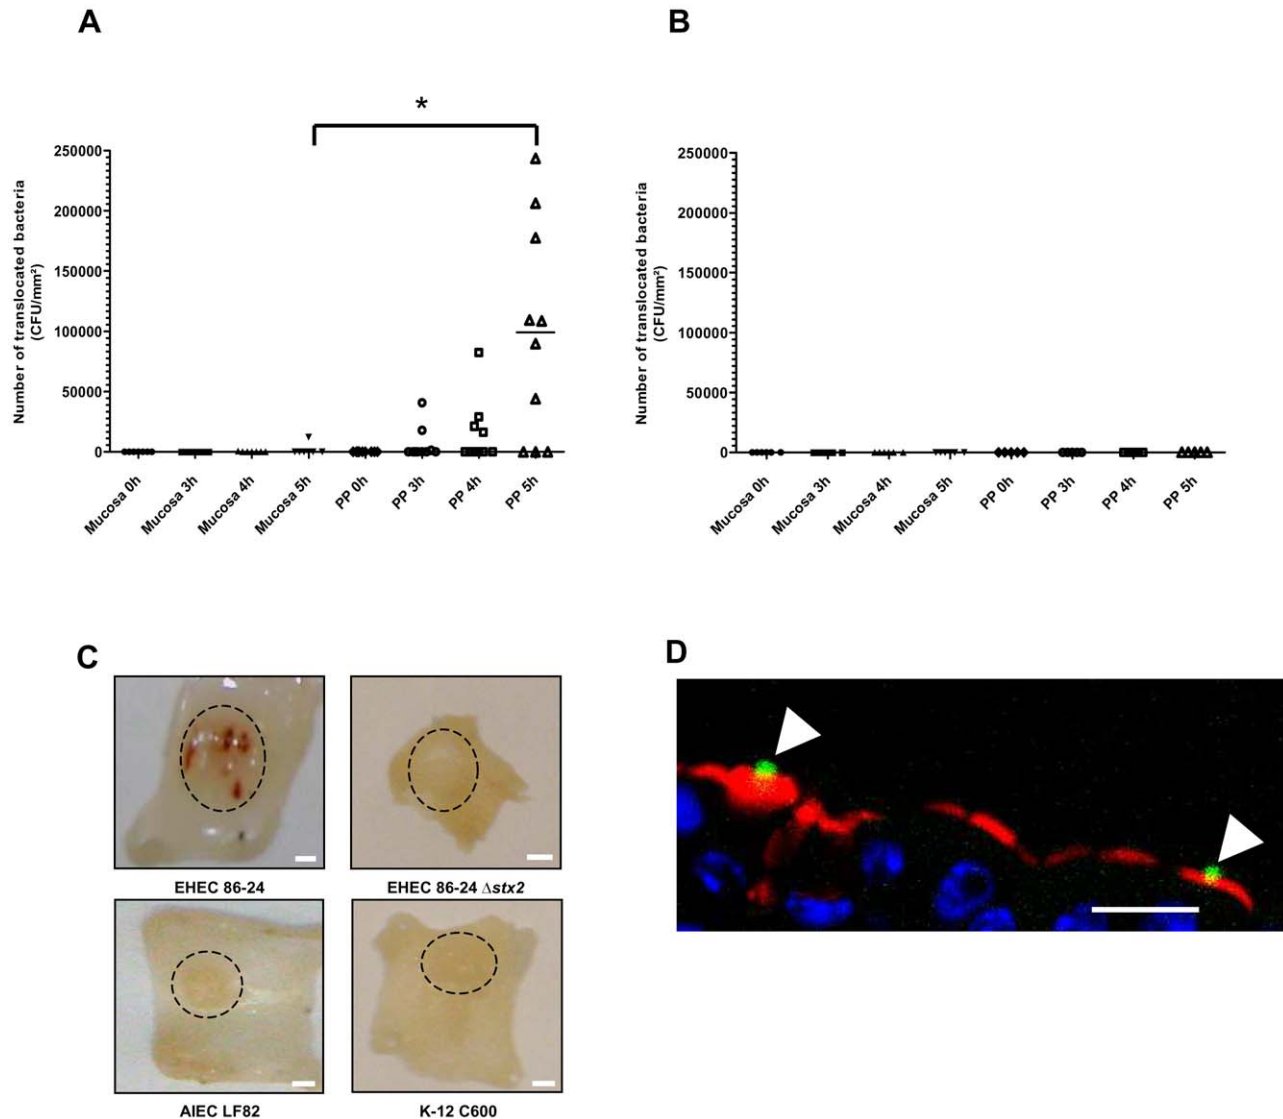 A
B
*
Number of translocated bacteria
(CFU/mm²)
250000
200000
150000
100000
50000
0
Mucosa 0h
Mucosa 3h
Mucosa 4h
Mucosa 5h
PP 0h
PP 3h
PP 4h
PP 5h
Number of translocated bacteria
(CFU/mm²)
250000
200000
150000
100000
50000
0
Mucosa 0h
Mucosa 3h
Mucosa 4h
Mucosa 5h
PP 0h
PP 3h
PP 4h
PP 5h
C
D
EHEC 86-24
EHEC 86-24 Δstx2
AIEC LF82
K-12 C600